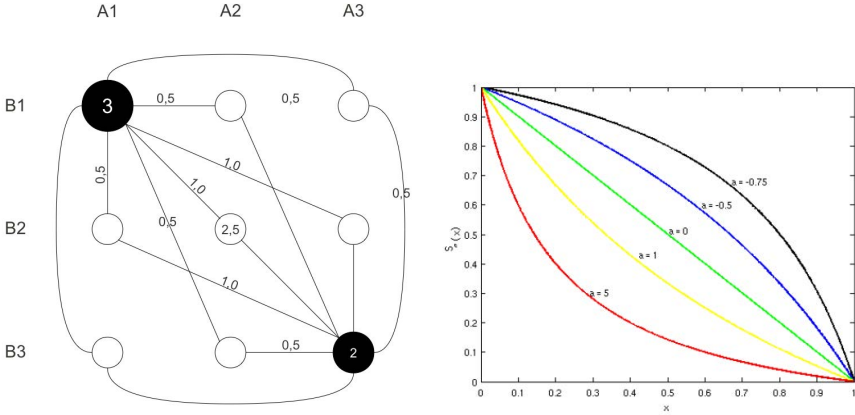 A1 A2 A3
B1 3 0,5 0,5
0,5 1,0 1,0 0,5 0,5
B2 2,5
1,0
B3 0,5 2
1
0.9
0.8
0.7
0.6
0.5
0.4
0.3
0.2
0.1
0
S_a(x)
a = -0.75
a = -0.5
a = 0
a = 1
a = 5
0 0.1 0.2 0.3 0.4 0.5 0.6 0.7 0.8 0.9 1
x